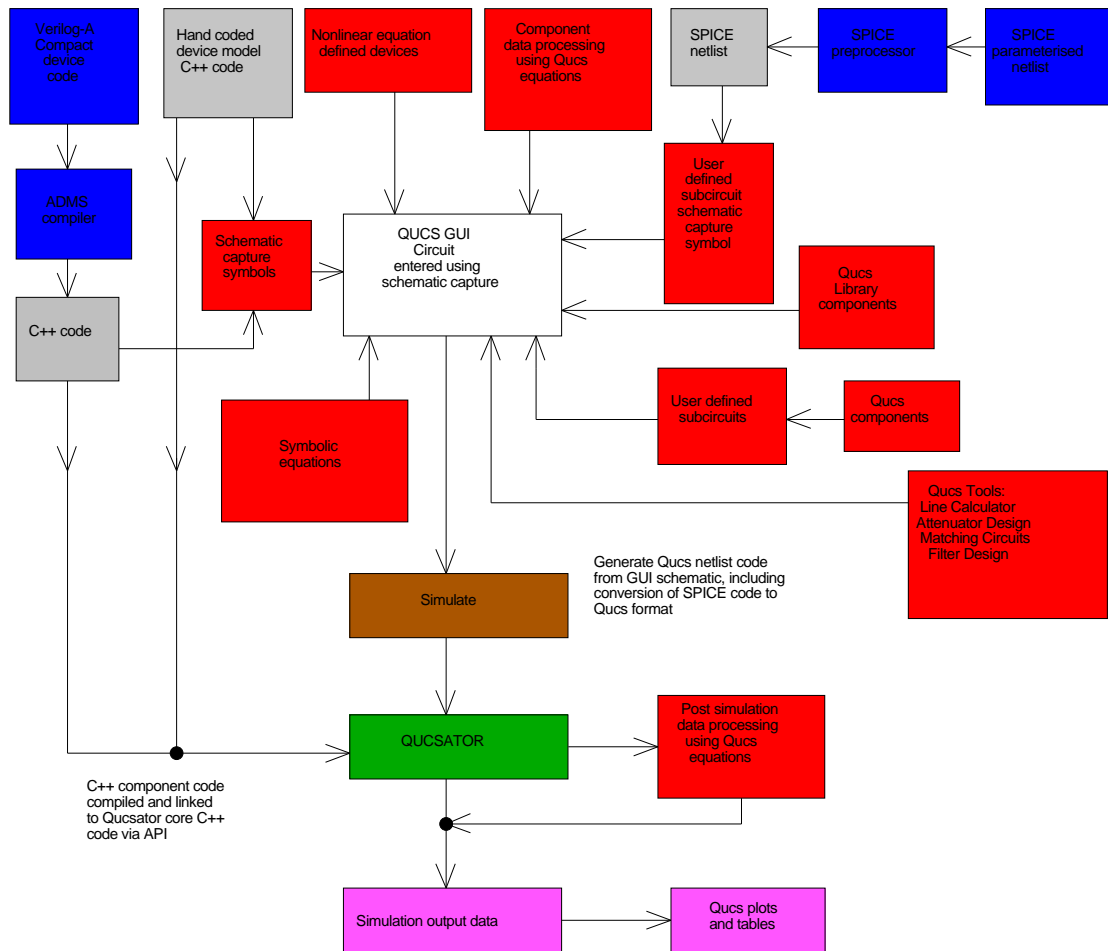 Verilog-A
Compact
device
code
Hand coded
device model
C++ code
Nonlinear equation
defined devices
Component
data processing
using Qucs
equations
SPICE
netlist
SPICE
preprocessor
SPICE
parameterised
netlist
ADMS
compiler
Schematic
capture
symbols
QUCS GUI
Circuit
entered using
schematic capture
User
defined
subcircuit
schematic
capture
symbol
Qucs
Library
components
C++ code
User defined
subcircuits
Qucs
components
Symbolic
equations
Qucs Tools:
Line Calculator
Attenuator Design
Matching Circuits
Filter Design
Simulate
Generate Qucs netlist code
from GUI schematic, including
conversion of SPICE code to
Qucs format
QUCSATOR
Post simulation
data processing
using Qucs
equations
C++ component code
compiled and linked
to Qucsator core C++
code via API
Simulation output data
Qucs plots
and tables